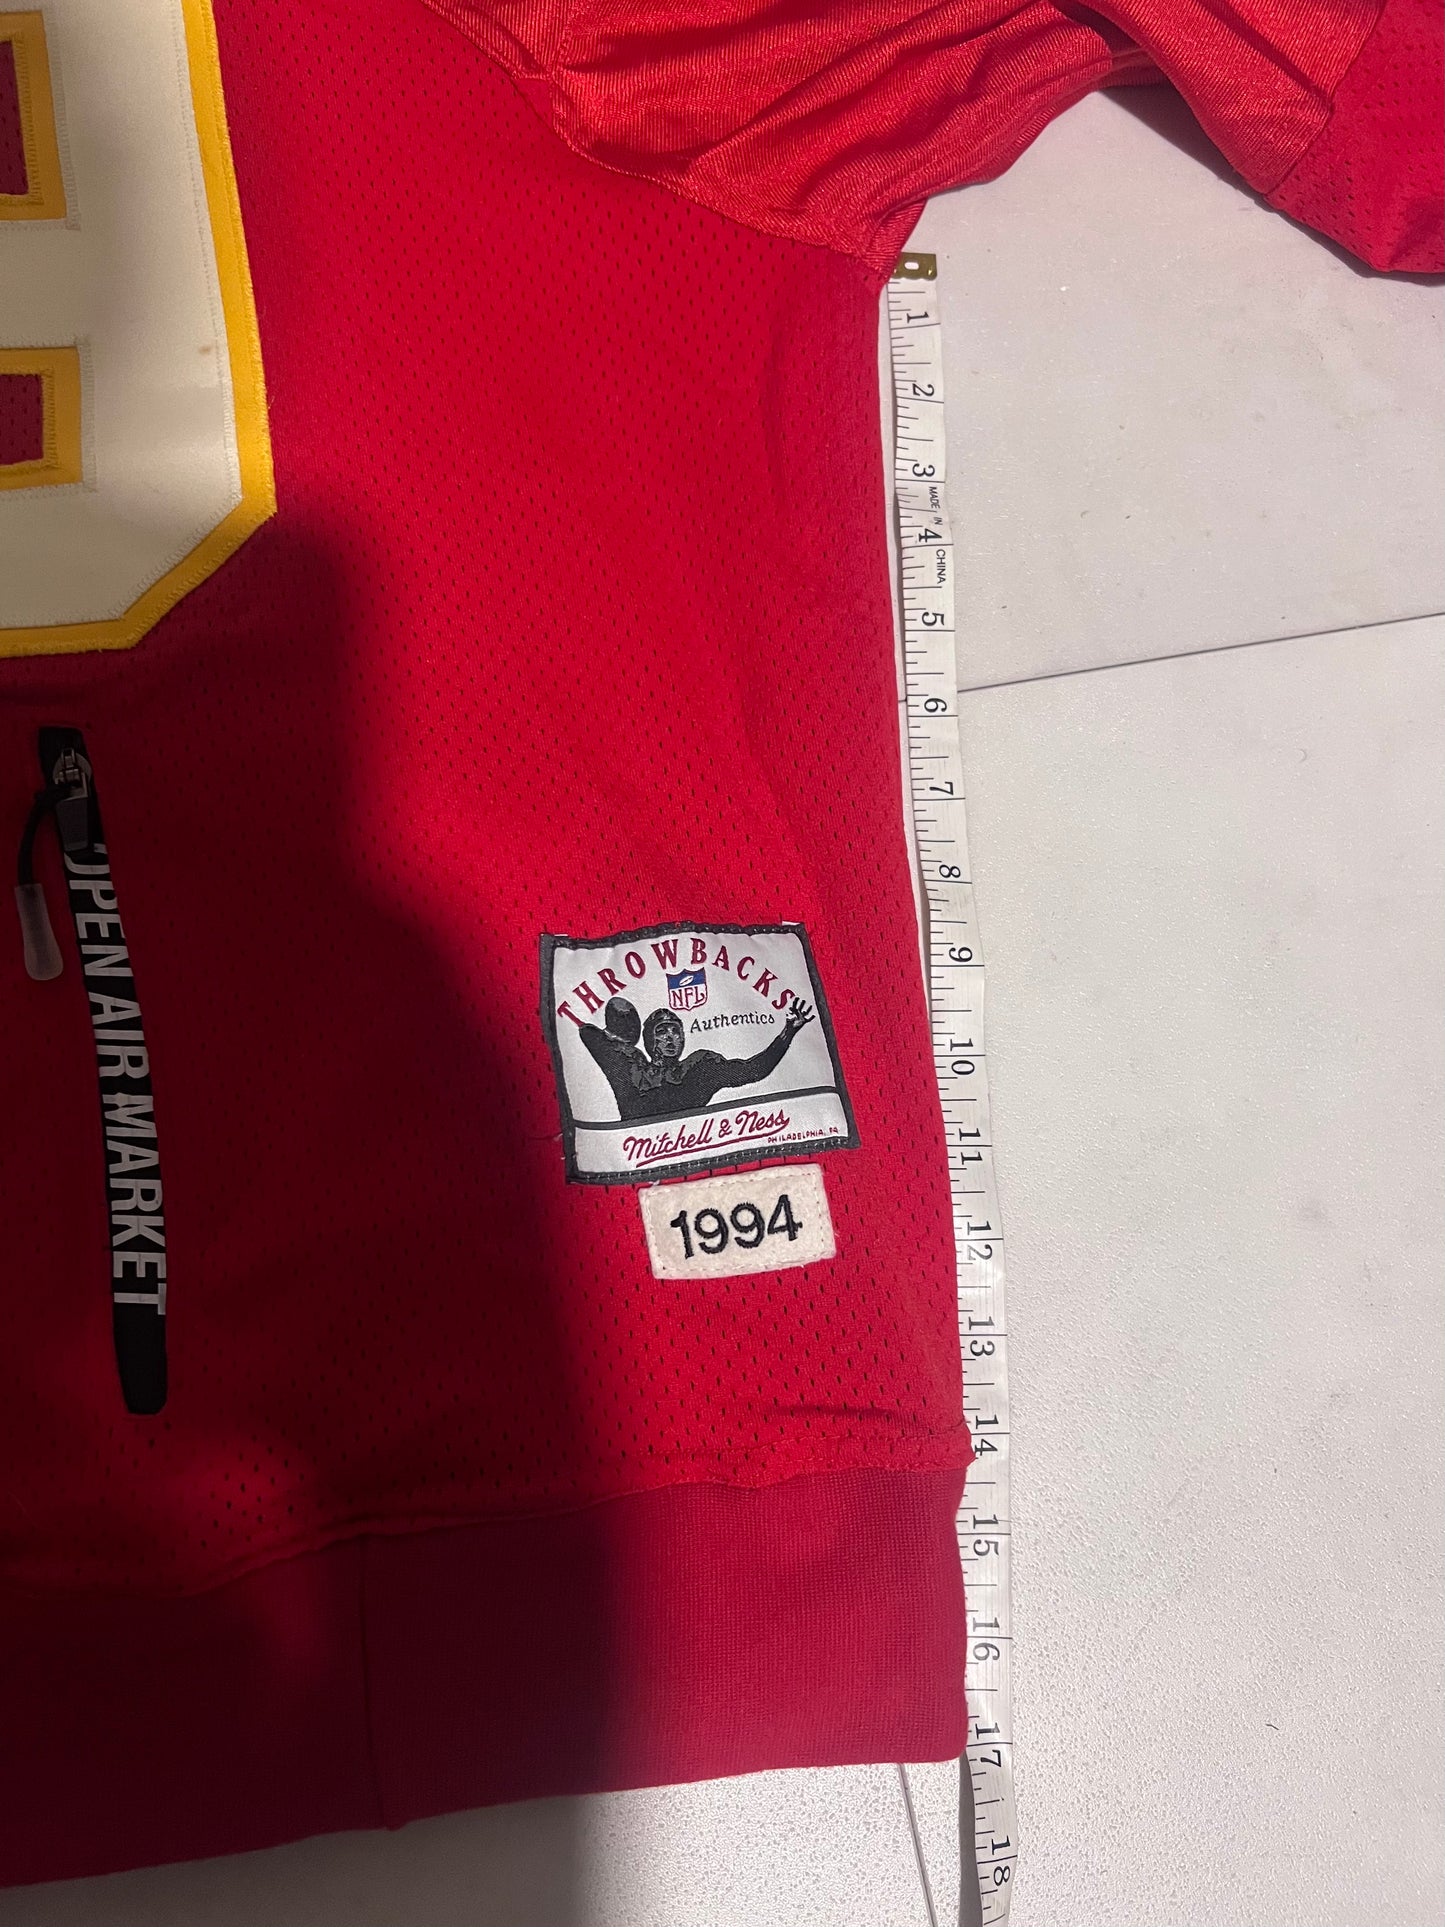 1
2
3
MADE IN
4
CHINA
5
6
7
8
9
10
11
12
13
14
15
16
17
18
OPEN AIR MARKET
THROWBACKS
NFL
Authentics
Mitchell & Ness
PHILADELPHIA, PA
1994